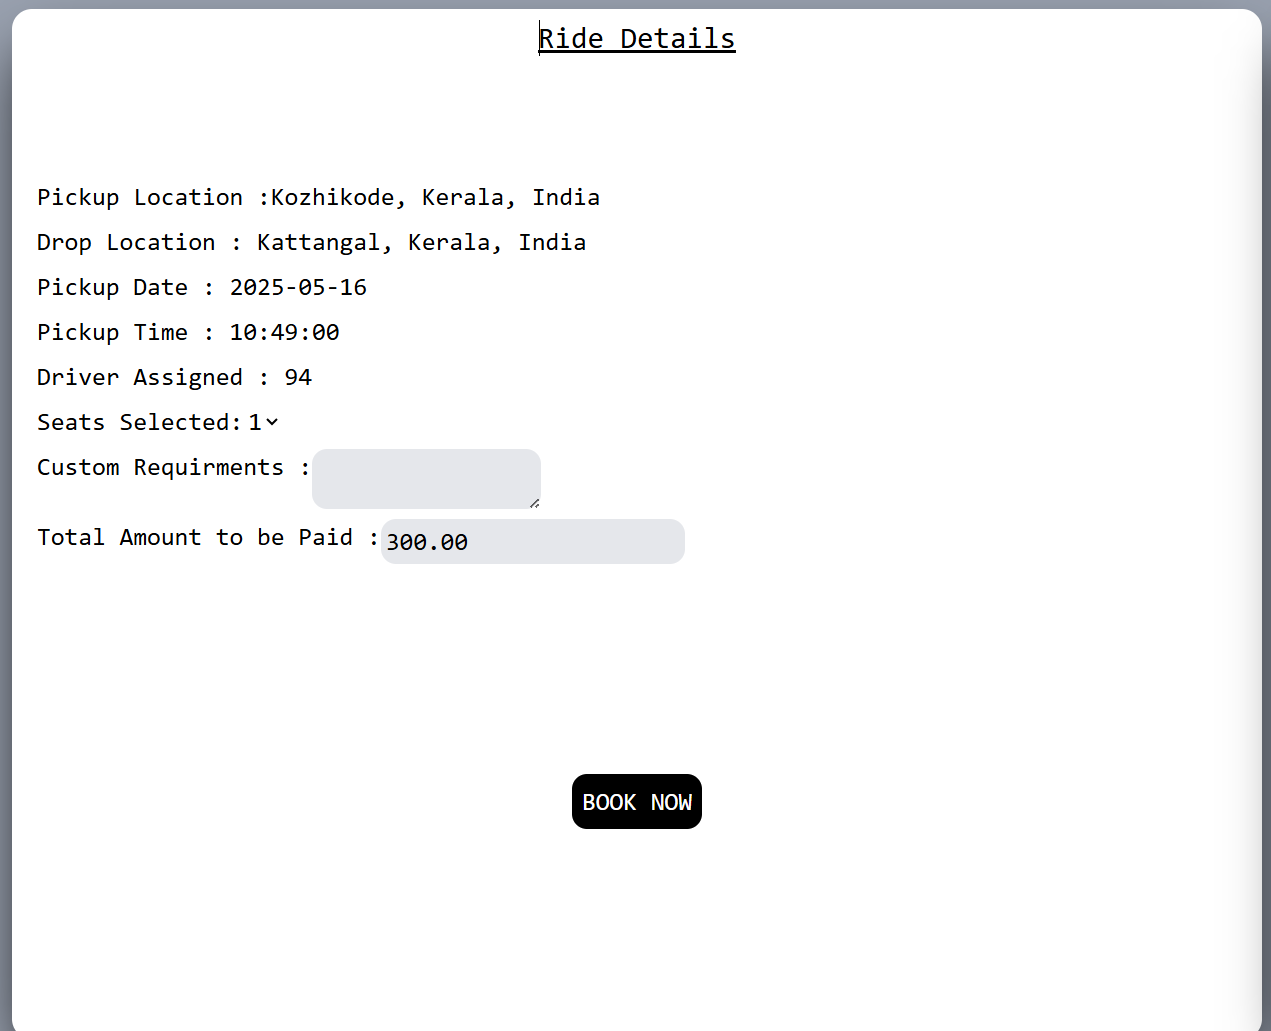 Ride Details
Pickup Location :Kozhikode, Kerala, India
Drop Location : Kattangal, Kerala, India
Pickup Date : 2025-05-16
Pickup Time : 10:49:00
Driver Assigned : 94
Seats Selected: 1
Custom Requirments :
Total Amount to be Paid : 300.00
BOOK NOW